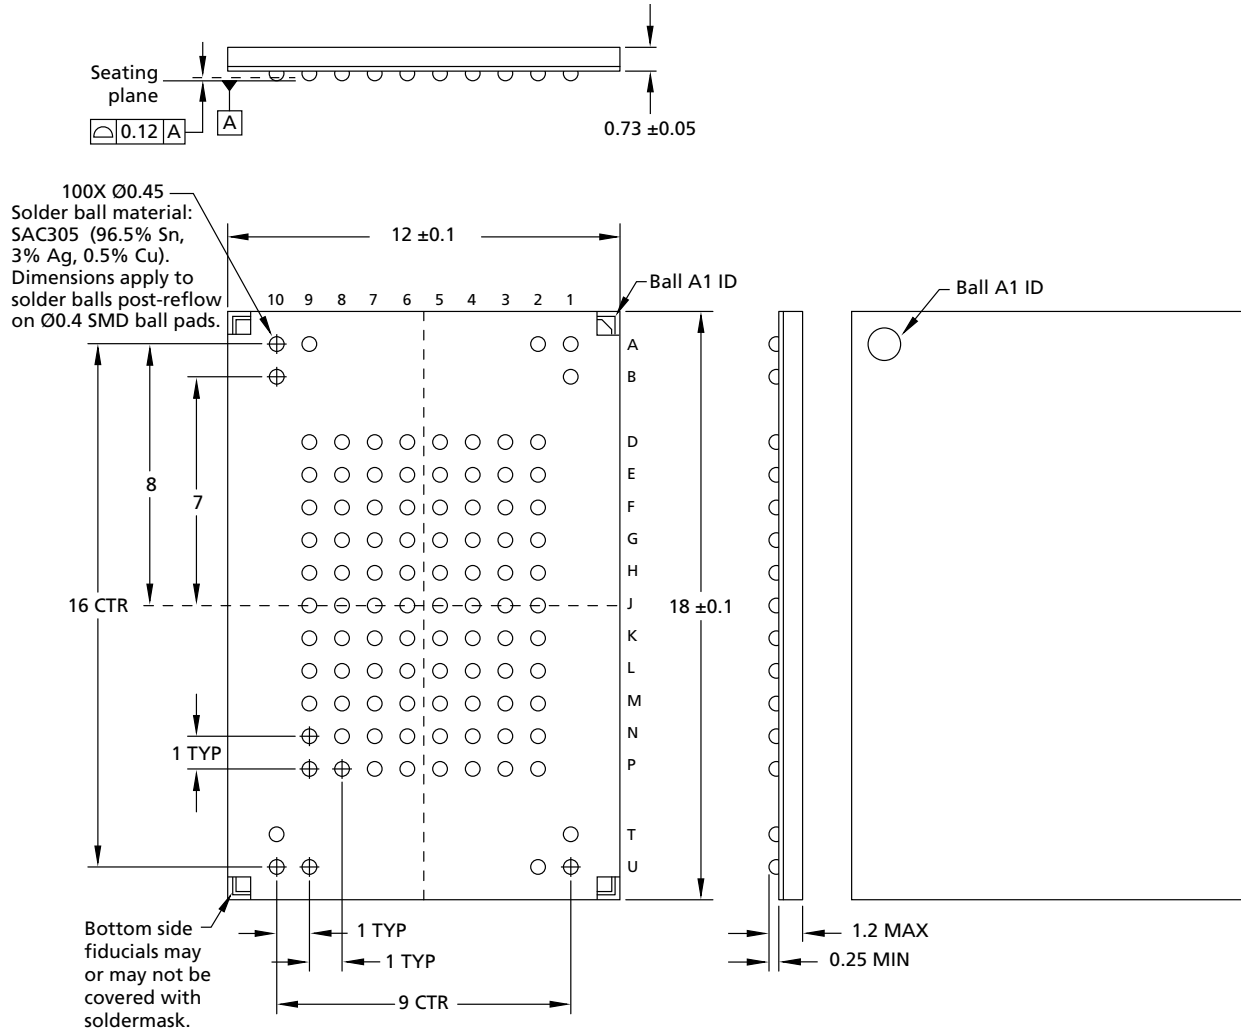 Seating
plane
0.12 A
A
0.73 ±0.05
100X Ø0.45
Solder ball material:
SAC305 (96.5% Sn,
3% Ag, 0.5% Cu).
Dimensions apply to
solder balls post-reflow
on Ø0.4 SMD ball pads.
12 ±0.1
Ball A1 ID
Ball A1 ID
10 9 8 7 6 5 4 3 2 1
A
B
D
E
F
G
H
J
K
L
M
N
P
T
U
8
7
16 CTR
18 ±0.1
1 TYP
Bottom side
fiducials may
or may not be
covered with
soldermask.
1 TYP
1 TYP
9 CTR
1.2 MAX
0.25 MIN